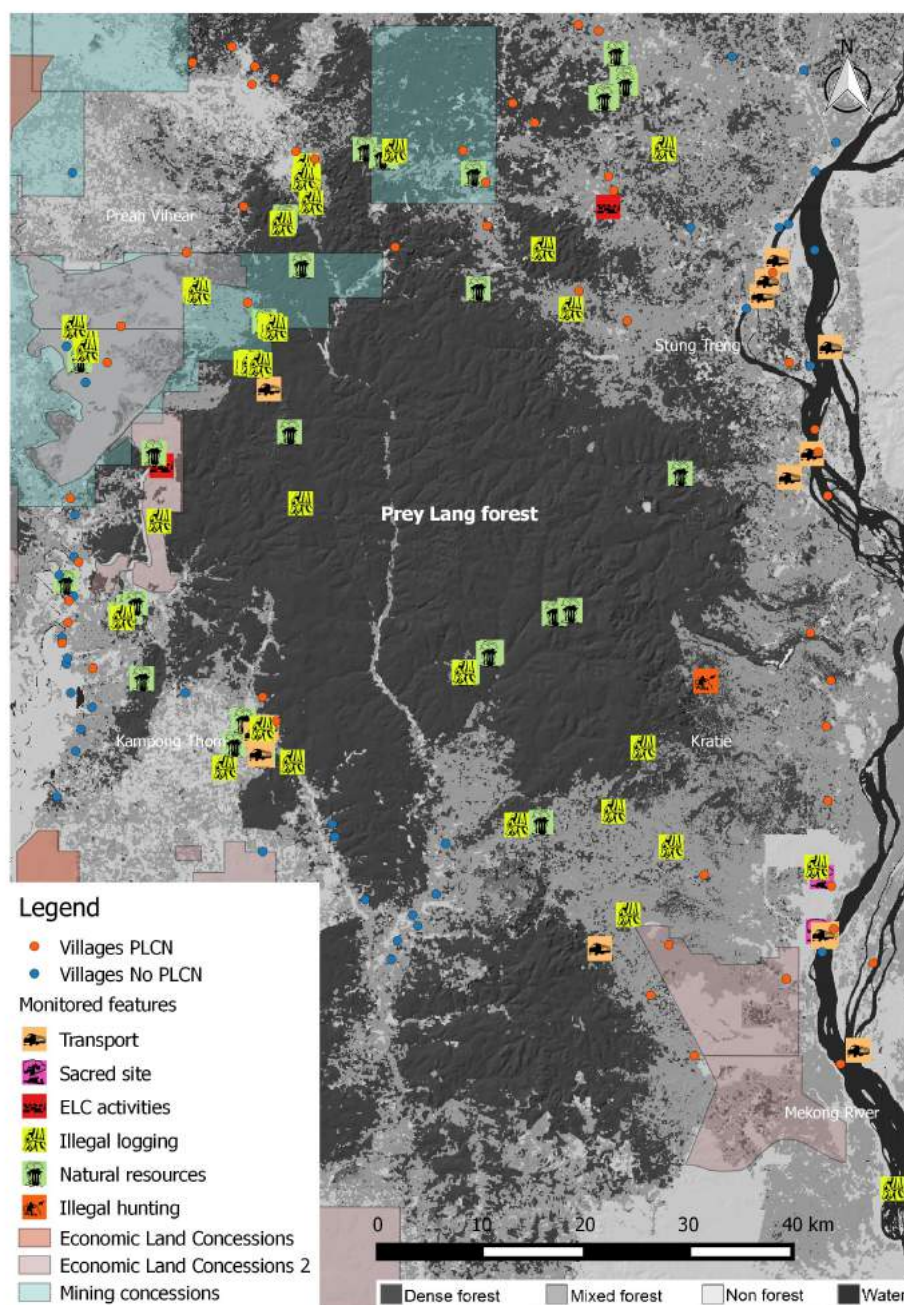 N
Preah Vihear
Stung Treng
Prey Lang forest
Kampong Thom
Kratie
Mekong River
Legend
Villages PLCN
Villages No PLCN
Monitored features
Transport
Sacred site
ELC activities
Illegal logging
Natural resources
Illegal hunting
Economic Land Concessions
Economic Land Concessions 2
Mining concessions
0 10 20 30 40 km
Dense forest Mixed forest Non forest Water